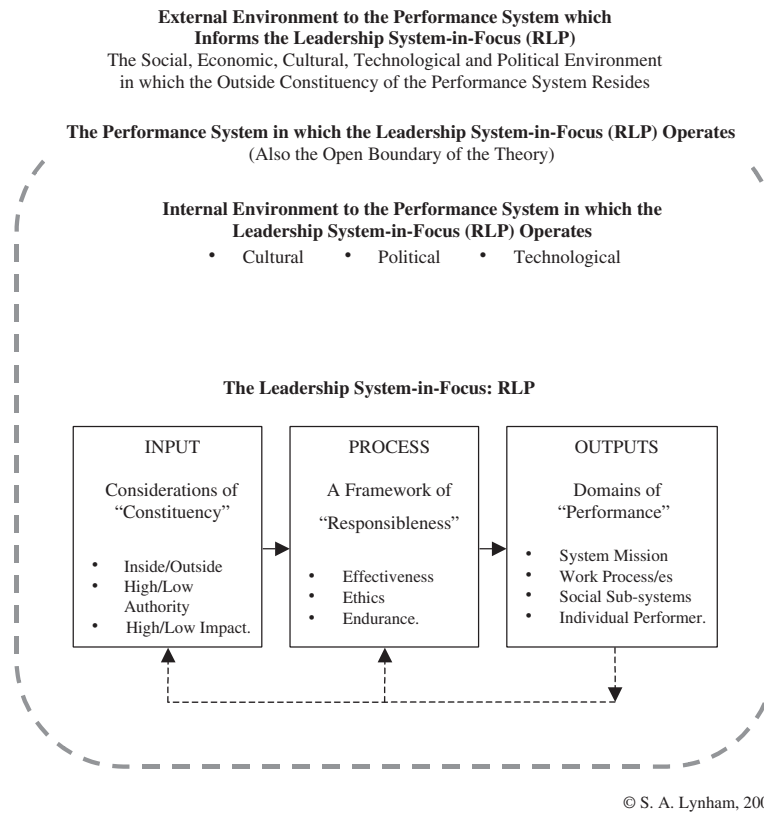 External Environment to the Performance System which
Informs the Leadership System-in-Focus (RLP)
The Social, Economic, Cultural, Technological and Political Environment
in which the Outside Constituency of the Performance System Resides
The Performance System in which the Leadership System-in-Focus (RLP) Operates
(Also the Open Boundary of the Theory)
Internal Environment to the Performance System in which the
Leadership System-in-Focus (RLP) Operates
• Cultural • Political • Technological
The Leadership System-in-Focus: RLP
INPUT
Considerations of
“Constituency”
• Inside/Outside
• High/Low
Authority
• High/Low Impact.
PROCESS
A Framework of
“Responsibleness”
• Effectiveness
• Ethics
• Endurance.
OUTPUTS
Domains of
“Performance”
• System Mission
• Work Process/es
• Social Sub-systems
• Individual Performer.
© S. A. Lynham,